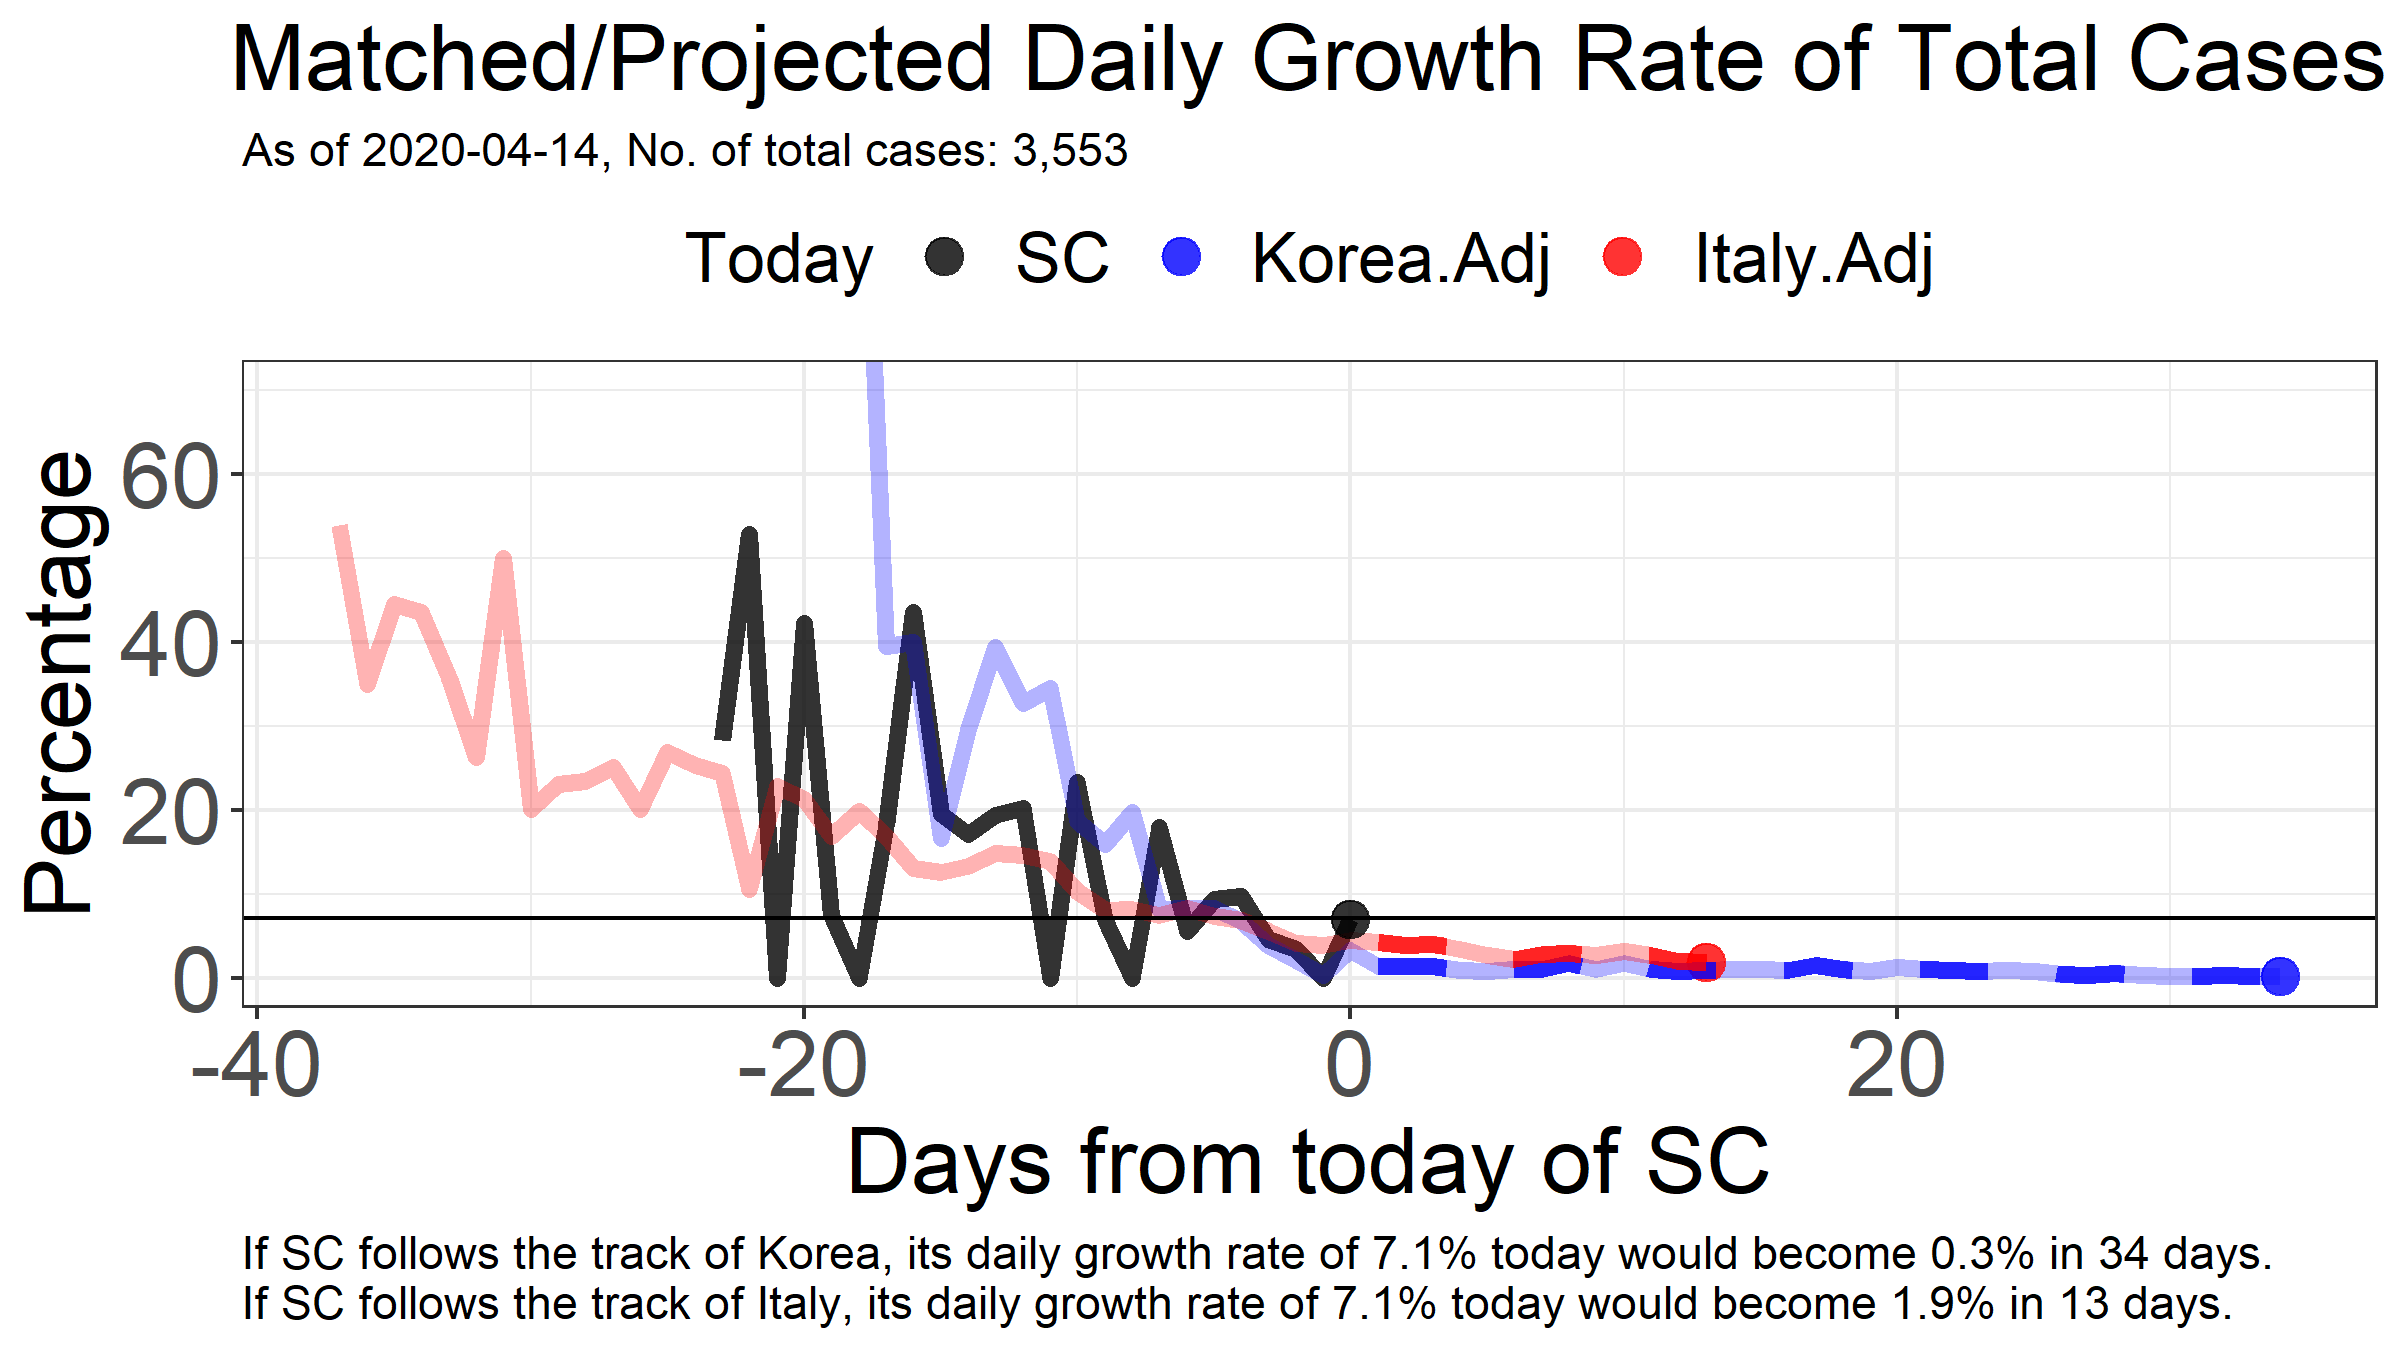 Matched/Projected Daily Growth Rate of Total Cases
As of 2020-04-14, No. of total cases: 3,553
Today SC Korea.Adj Italy.Adj
Percentage
60
40
20
0
-40 -20 0 20
Days from today of SC
If SC follows the track of Korea, its daily growth rate of 7.1% today would become 0.3% in 34 days.
If SC follows the track of Italy, its daily growth rate of 7.1% today would become 1.9% in 13 days.